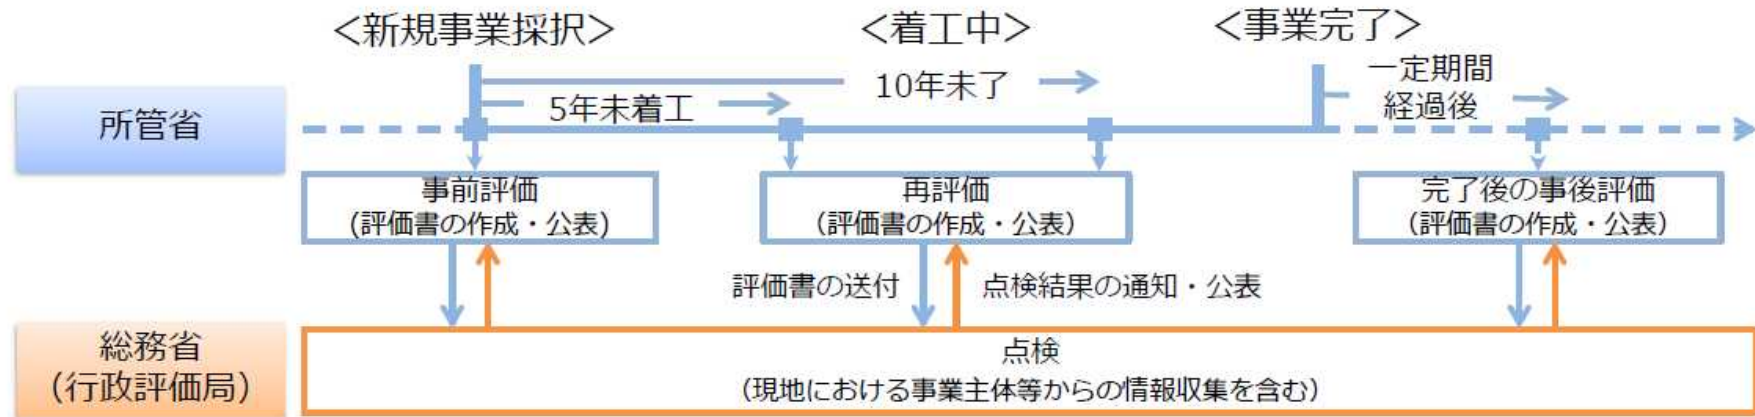 ＜新規事業採択＞
＜着工中＞
＜事業完了＞
10年未了
5年未着工
一定期間
経過後
所管省
事前評価
(評価書の作成・公表)
再評価
（評価書の作成・公表）
完了後の事後評価
（評価書の作成・公表）
評価書の送付
点検結果の通知・公表
総務省
（行政評価局）
点検
（現地における事業主体等からの情報収集を含む）